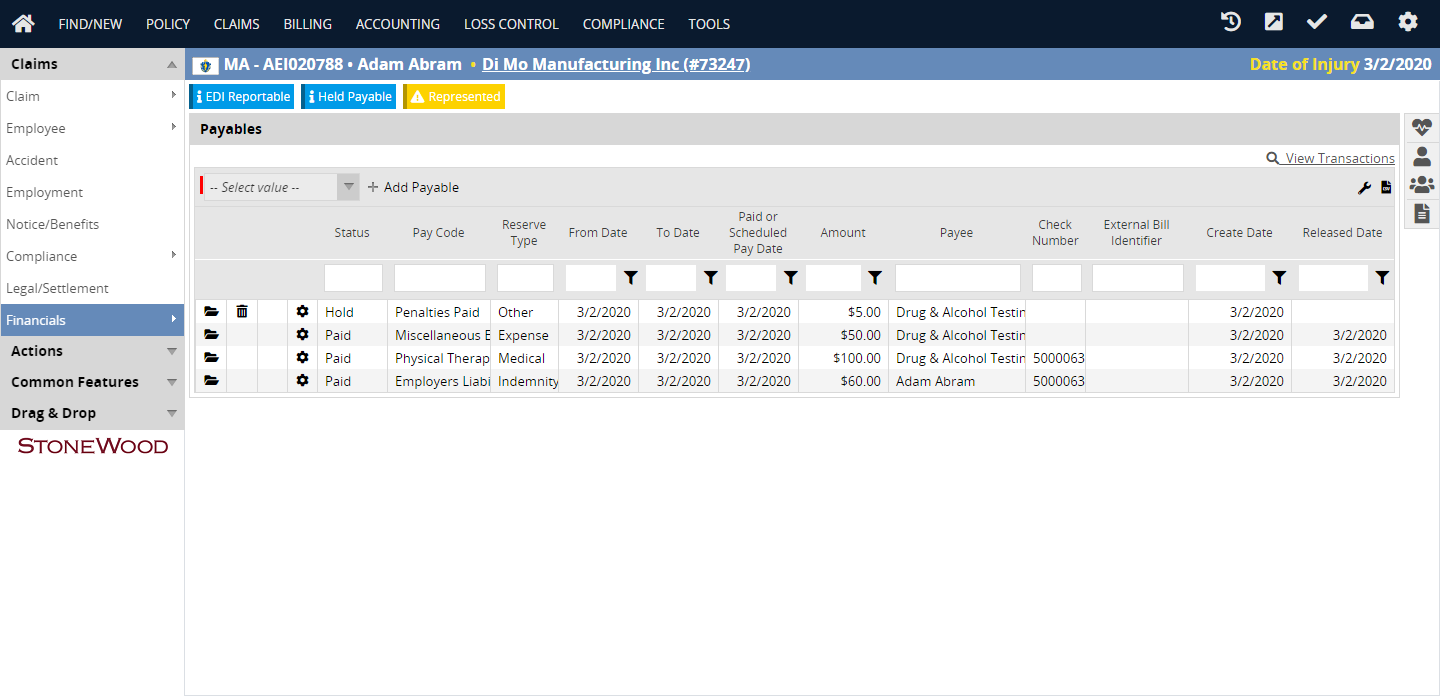 FIND/NEW POLICY CLAIMS BILLING ACCOUNTING LOSS CONTROL COMPLIANCE TOOLS
Claims
MA - AEI020788 • Adam Abram • Di Mo Manufacturing Inc (#73247) Date of Injury 3/2/2020
Claim
Employee
Accident
Employment
Notice/Benefits
Compliance
Legal/Settlement
Financials
Actions
Common Features
Drag & Drop
STONEWOOD
EDI Reportable Held Payable Represented
Payables
View Transactions
-- Select value -- Add Payable
Status Pay Code Reserve Type From Date To Date Paid or Scheduled Pay Date Amount Payee Check Number External Bill Identifier Create Date Released Date
Hold Penalties Paid Other 3/2/2020 3/2/2020 3/2/2020 $5.00 Drug & Alcohol Testin 3/2/2020
Paid Miscellaneous E Expense 3/2/2020 3/2/2020 3/2/2020 $50.00 Drug & Alcohol Testin 3/2/2020 3/2/2020
Paid Physical Therap Medical 3/2/2020 3/2/2020 3/2/2020 $100.00 Drug & Alcohol Testin 5000063 3/2/2020 3/2/2020
Paid Employers Liabi Indemnity 3/2/2020 3/2/2020 3/2/2020 $60.00 Adam Abram 5000063 3/2/2020 3/2/2020